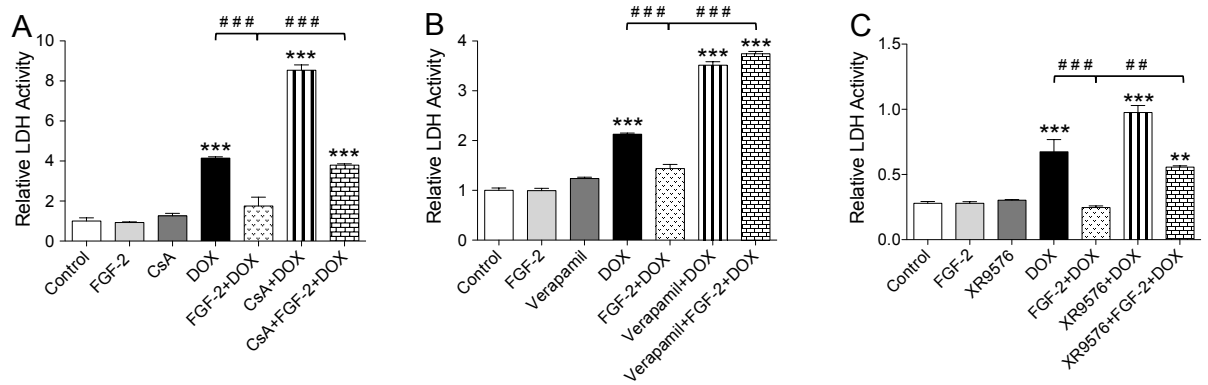 A
### ###
Relative LDH Activity
10
8
6
4
2
0
***
***
***
Control
FGF-2
CsA
DOX
FGF-2+DOX
CsA+DOX
CsA+FGF-2+DOX
B
### ###
Relative LDH Activity
4
3
2
1
0
***
***
***
Control
FGF-2
Verapamil
DOX
FGF-2+DOX
Verapamil+DOX
Verapamil+FGF-2+DOX
C
### ##
Relative LDH Activity
1.5
1.0
0.5
0.0
***
***
**
Control
FGF-2
XR9576
DOX
FGF-2+DOX
XR9576+DOX
XR9576+FGF-2+DOX